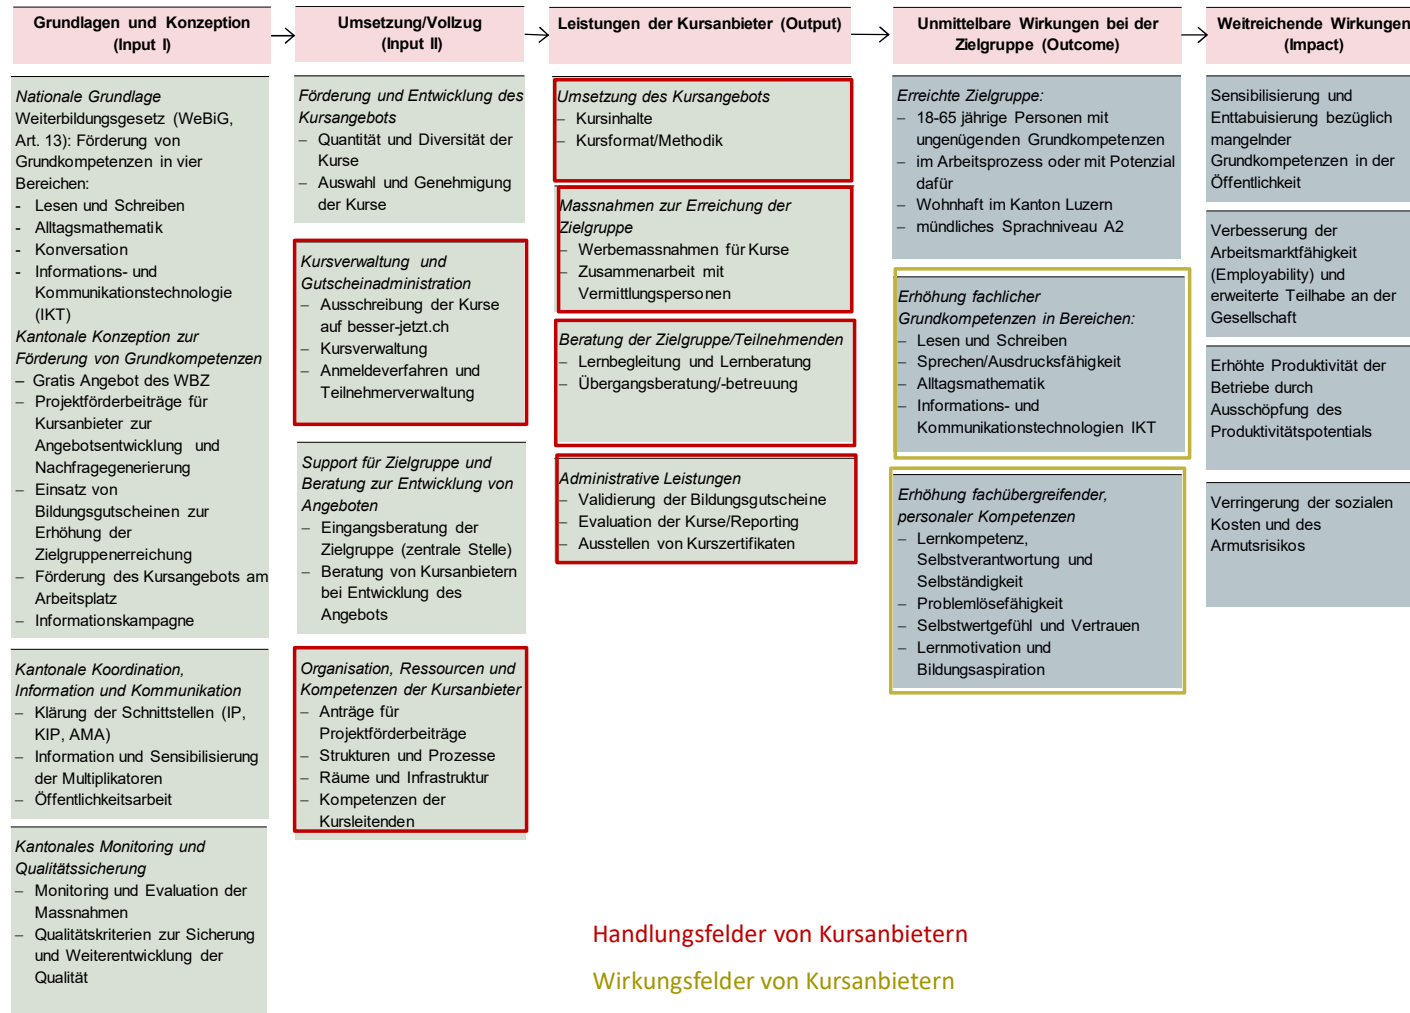 Grundlagen und Konzeption
(Input I)
Nationale Grundlage
Weiterbildungsgesetz (WeBiG,
Art. 13): Förderung von
Grundkompetenzen in vier
Bereichen:
- Lesen und Schreiben
- Alltagsmathematik
- Konversation
- Informations- und
Kommunikationstechnologie
(IKT)
Kantonale Konzeption zur
Förderung von Grundkompetenzen
– Gratis Angebot des WBZ
– Projektförderbeiträge für
Kursanbieter zur
Angebotsentwicklung und
Nachfragegenerierung
– Einsatz von
Bildungsgutscheinen zur
Erhöhung der
Zielgruppenerreichung
– Förderung des Kursangebots am
Arbeitsplatz
– Informationskampagne
Kantonale Koordination,
Information und Kommunikation
– Klärung der Schnittstellen (IP,
KIP, AMA)
– Information und Sensibilisierung
der Multiplikatoren
– Öffentlichkeitsarbeit
Kantonales Monitoring und
Qualitätssicherung
– Monitoring und Evaluation der
Massnahmen
– Qualitätskriterien zur Sicherung
und Weiterentwicklung der
Qualität
Umsetzung/Vollzug
(Input II)
Förderung und Entwicklung des
Kursangebots
– Quantität und Diversität der
Kurse
– Auswahl und Genehmigung
der Kurse
Kursverwaltung und
Gutscheinadministration
– Ausschreibung der Kurse
auf besser-jetzt.ch
– Kursverwaltung
– Anmeldeverfahren und
Teilnehmerverwaltung
Support für Zielgruppe und
Beratung zur Entwicklung von
Angeboten
– Eingangsberatung der
Zielgruppe (zentrale Stelle)
– Beratung von Kursanbietern
bei Entwicklung des
Angebots
Organisation, Ressourcen und
Kompetenzen der Kursanbieter
– Anträge für
Projektförderbeiträge
– Strukturen und Prozesse
– Räume und Infrastruktur
– Kompetenzen der
Kursleitenden
Leistungen der Kursanbieter (Output)
Umsetzung des Kursangebots
– Kursinhalte
– Kursformat/Methodik
Massnahmen zur Erreichung der
Zielgruppe
– Werbemassnahmen für Kurse
– Zusammenarbeit mit
Vermittlungspersonen
Beratung der Zielgruppe/Teilnehmenden
– Lernbegleitung und Lernberatung
– Übergangsberatung/-betreuung
Administrative Leistungen
– Validierung der Bildungsgutscheine
– Evaluation der Kurse/Reporting
– Ausstellen von Kurszertifikaten
Unmittelbare Wirkungen bei der
Zielgruppe (Outcome)
Erreichte Zielgruppe:
– 18-65 jährige Personen mit
ungenügenden Grundkompetenzen
– im Arbeitsprozess oder mit Potenzial
dafür
– Wohnhaft im Kanton Luzern
– mündliches Sprachniveau A2
Erhöhung fachlicher
Grundkompetenzen in Bereichen:
– Lesen und Schreiben
– Sprechen/Ausdrucksfähigkeit
– Alltagsmathematik
– Informations- und
Kommunikationstechnologien IKT
Erhöhung fachübergreifender,
personaler Kompetenzen
– Lernkompetenz,
Selbstverantwortung und
Selbständigkeit
– Problemlösefähigkeit
– Selbstwertgefühl und Vertrauen
– Lernmotivation und
Bildungsaspiration
Weitreichende Wirkungen
(Impact)
Sensibilisierung und
Enttabuisierung bezüglich
mangelnder
Grundkompetenzen in der
Öffentlichkeit
Verbesserung der
Arbeitsmarktfähigkeit
(Employability) und
erweiterte Teilhabe an der
Gesellschaft
Erhöhte Produktivität der
Betriebe durch
Ausschöpfung des
Produktivitätspotentials
Verringerung der sozialen
Kosten und des
Armutsrisikos
Handlungsfelder von Kursanbietern
Wirkungsfelder von Kursanbietern